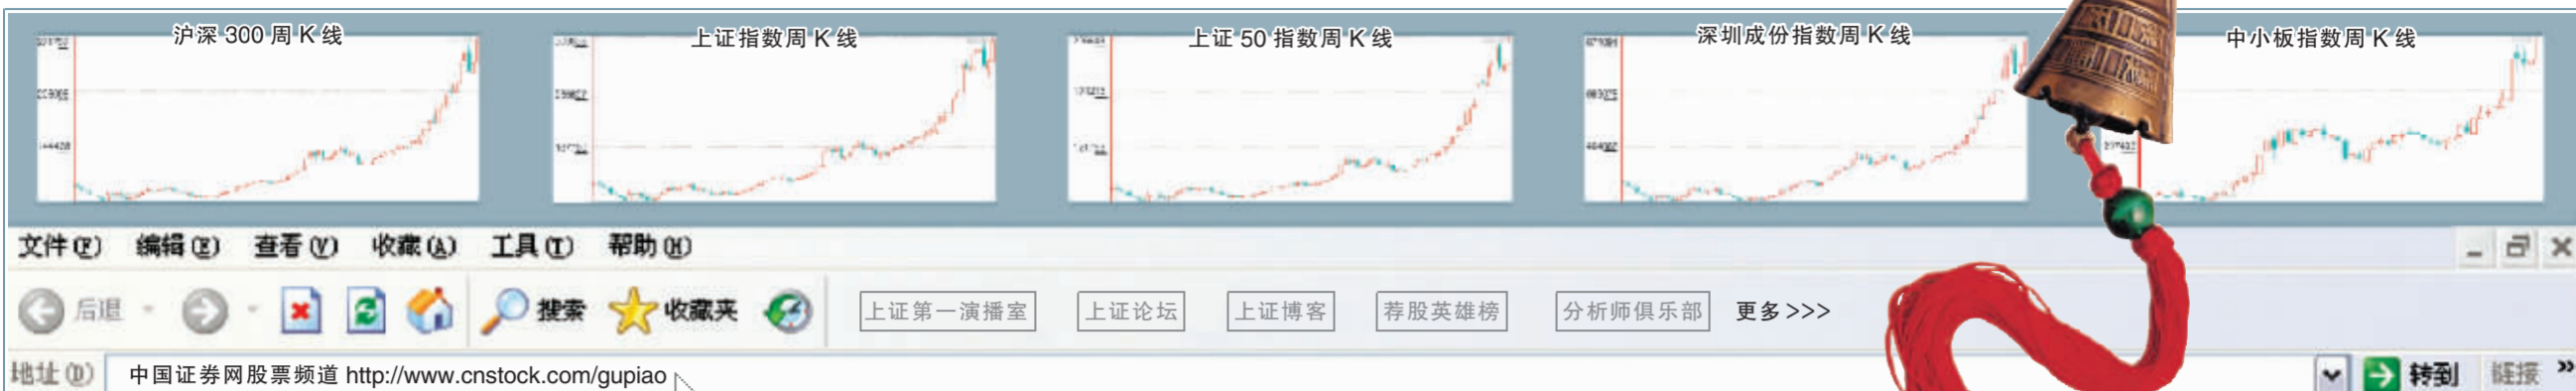 沪深 300 周 K 线
上证指数周 K 线
上证 50 指数周 K 线
深圳成份指数周 K 线
中小板指数周 K 线
文件(F) 编辑(E) 查看(V) 收藏(A) 工具(T) 帮助(H)
后退 搜索 收藏夹 上证第一演播室 上证论坛 上证博客 荐股英雄榜 分析师俱乐部 更多>>>
地址(D) 中国证券网股票频道 http://www.cnstock.com/gupiao 转到 链接 »